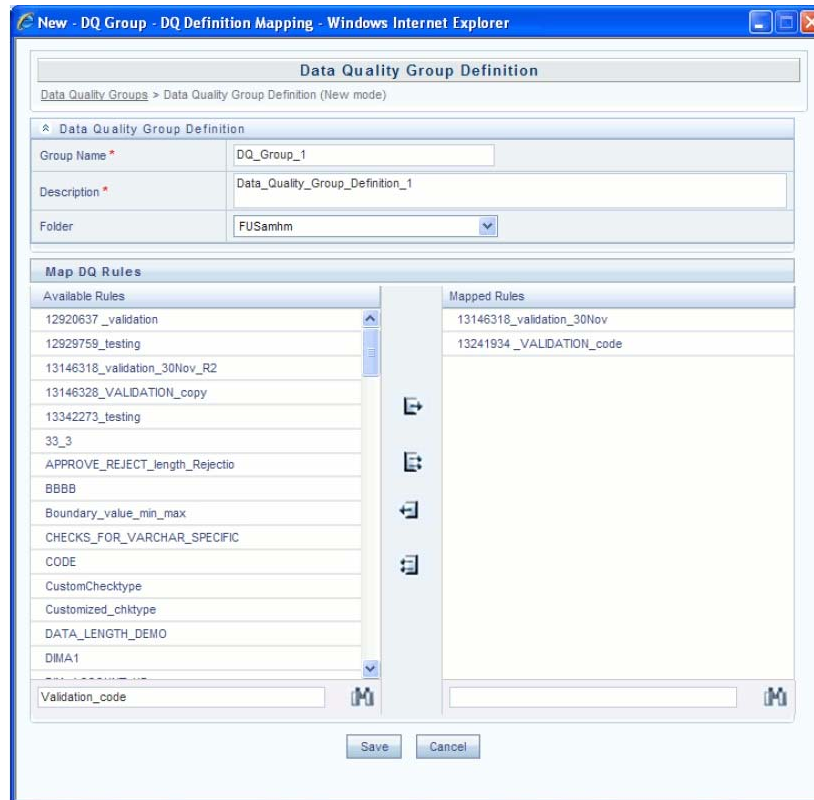 New - DQ Group - DQ Definition Mapping - Windows Internet Explorer
Data Quality Group Definition
Data Quality Groups > Data Quality Group Definition (New mode)
Data Quality Group Definition
Group Name *
DQ_Group_1
Description *
Data_Quality_Group_Definition_1
Folder
FUSamhm
Map DQ Rules
Available Rules
12920637 _validation
12929759_testing
13146318_validation_30Nov_R2
13146328_VALIDATION_copy
13342273_testing
33_3
APPROVE_REJECT_length_Rejectio
BBBB
Boundary_value_min_max
CHECKS_FOR_VARCHAR_SPECIFIC
CODE
CustomChecktype
Customized_chktype
DATA_LENGTH_DEMO
DIMA1
Validation_code
Mapped Rules
13146318_validation_30Nov
13241934 _VALIDATION_code
Save
Cancel